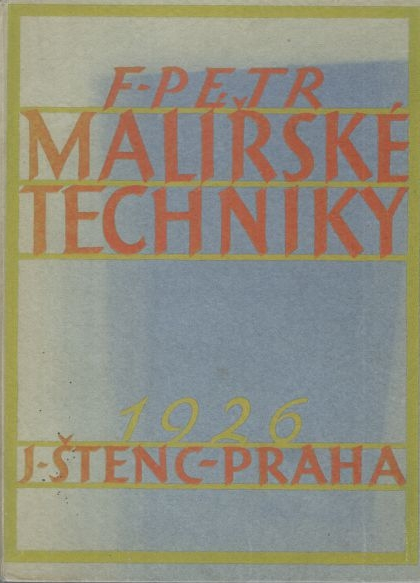 F-PETR
MALÍŘSKÉ
TECHNIKY
1926
J-ŠTENC-PRAHA